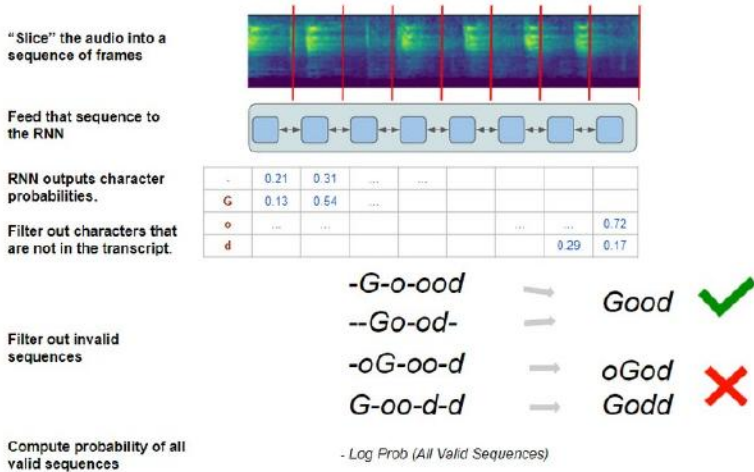 "Slice" the audio into a
sequence of frames
Feed that sequence to
the RNN
RNN outputs character
probabilities.
Filter out characters that
are not in the transcript.
- 0.21 0.31 ... ...
G 0.13 0.54 ...
o ... ... ... ... 0.72
d 0.29 0.17
Filter out invalid
sequences
-G-o-ood
--Go-od-
Good
-oG-oo-d
oGod
G-oo-d-d
Godd
Compute probability of all
valid sequences
- Log Prob (All Valid Sequences)